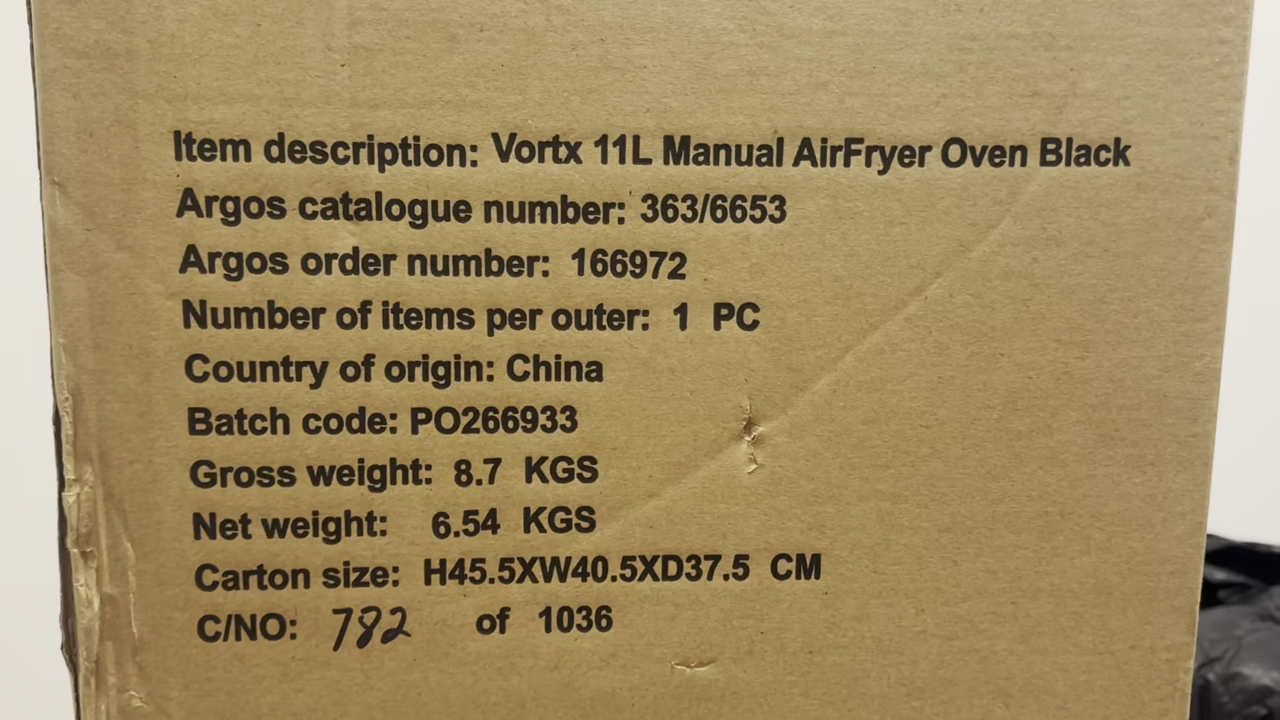 Item description: Vortx 11L Manual AirFryer Oven Black
Argos catalogue number: 363/6653
Argos order number: 166972
Number of items per outer: 1 PC
Country of origin: China
Batch code: PO266933
Gross weight: 8.7 KGS
Net weight: 6.54 KGS
Carton size: H45.5XW40.5XD37.5 CM
C/NO: 782 of 1036